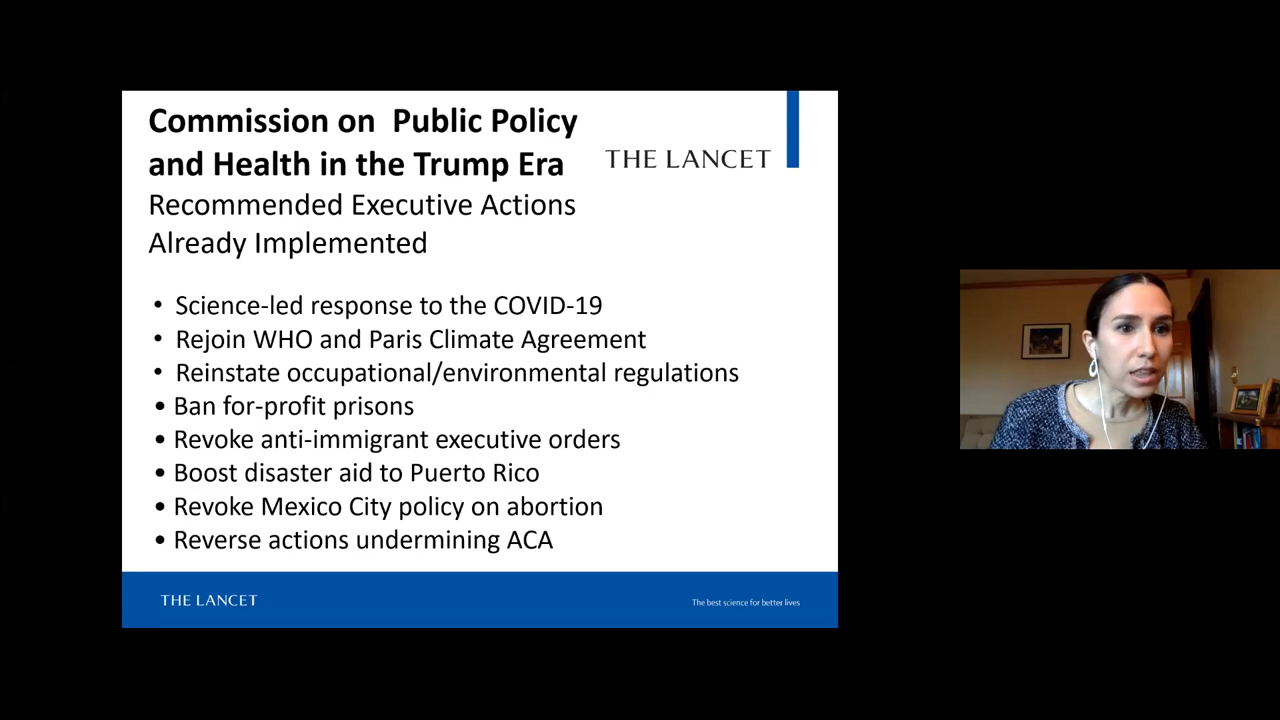 Commission on Public Policy
and Health in the Trump Era
THE LANCET
Recommended Executive Actions
Already Implemented
• Science-led response to the COVID-19
• Rejoin WHO and Paris Climate Agreement
• Reinstate occupational/environmental regulations
• Ban for-profit prisons
• Revoke anti-immigrant executive orders
• Boost disaster aid to Puerto Rico
• Revoke Mexico City policy on abortion
• Reverse actions undermining ACA
THE LANCET
The best science for better lives